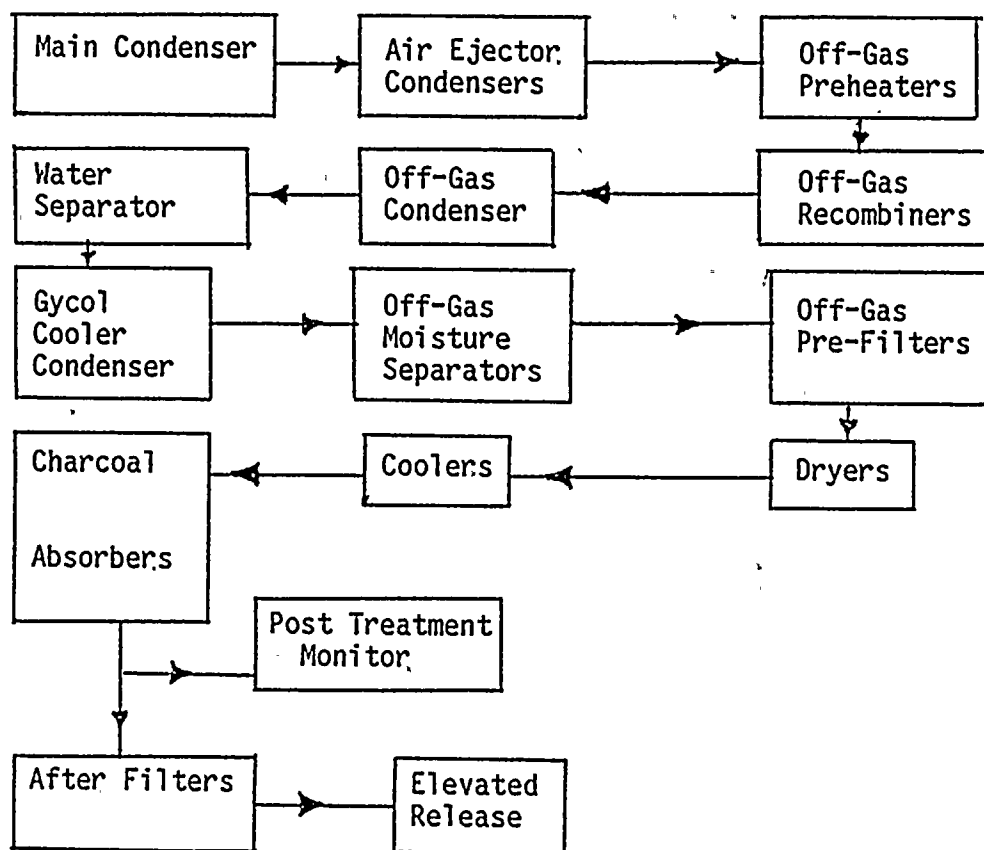 Main Condenser
Air Ejector
Condensers
Off-Gas
Preheaters
Off-Gas
Recombiners
Off-Gas
Condenser
Water
Separator
Gycol
Cooler
Condenser
Off-Gas
Moisture
Separators
Off-Gas
Pre-Filters
Dryers
Coolers
Charcoal
Absorbers
Post Treatment
Monitor
After Filters
Elevated
Release